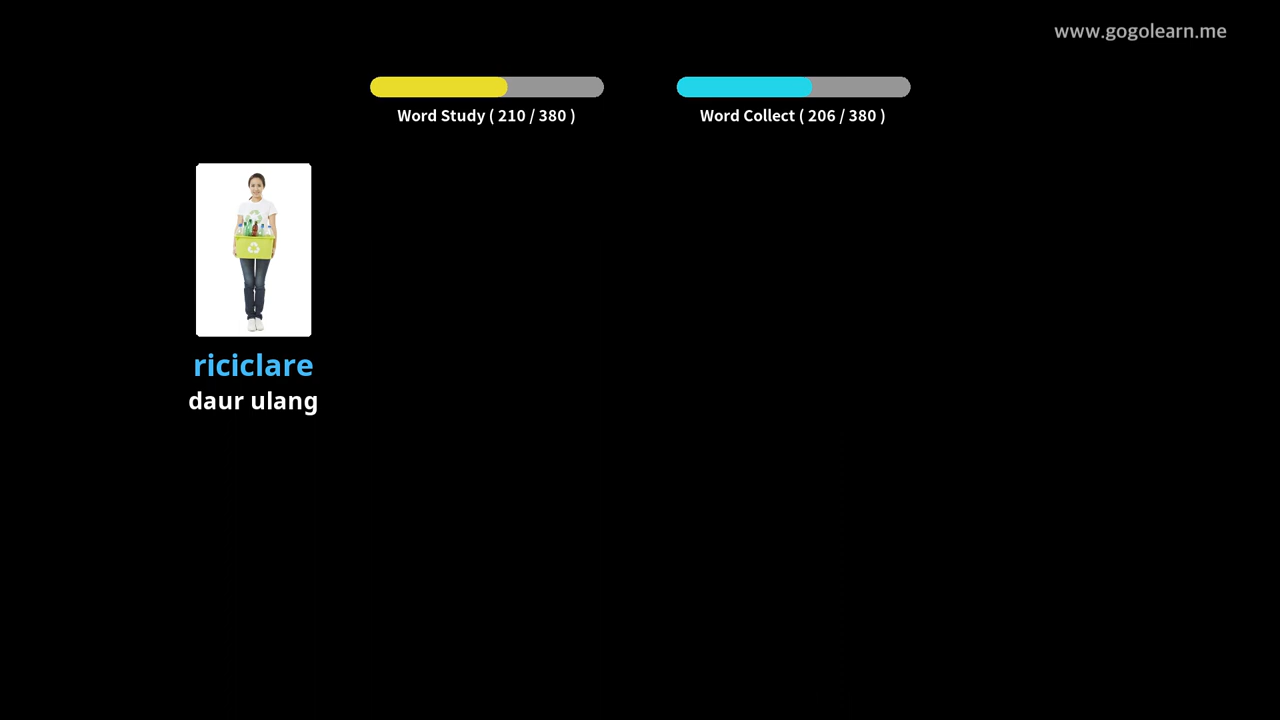 www.gogolearn.me
Word Study ( 210 / 380 )
Word Collect ( 206 / 380 )
riciclare
daur ulang